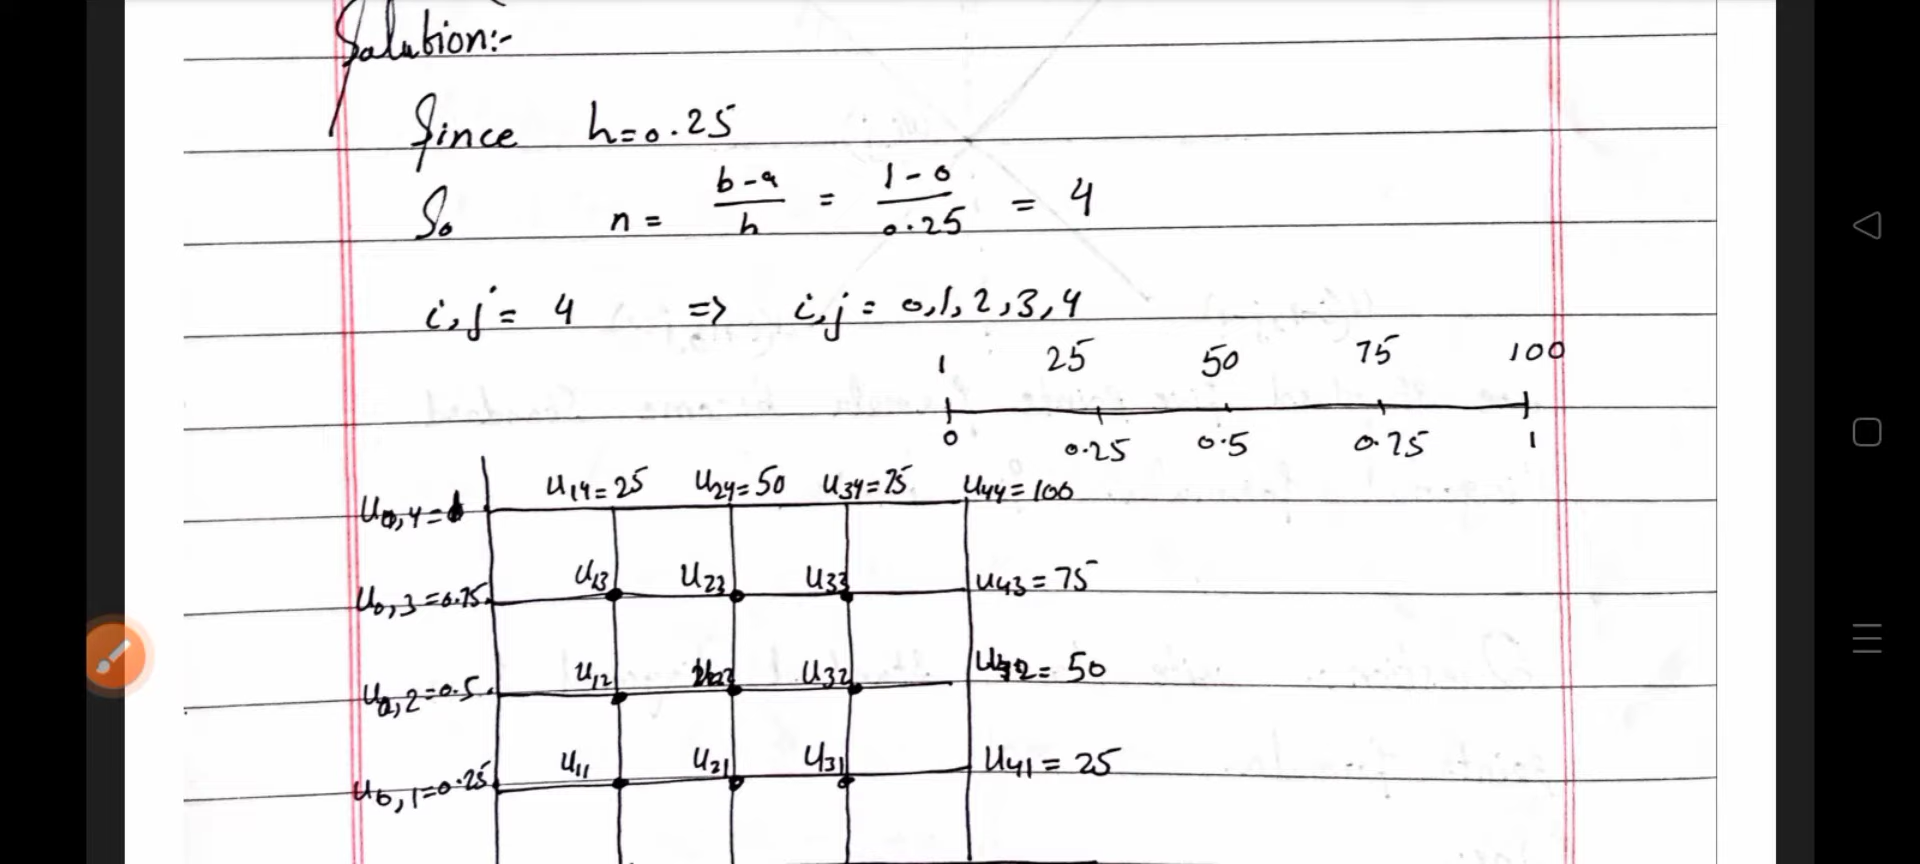 Solution:-
Since h=0.25
So n = b-a/h = 1-0/0.25 = 4
i,j = 4 => i,j = 0,1,2,3,4
1 25 50 75 100
0 0.25 0.5 0.75 1
U14=25 U24=50 U34=75 U44=100
U0,4=
U13 U23 U33 U43=75
U0,3=0.75
U12 U22 U32 U42=50
U0,2=0.5
U11 U21 U31 U41=25
U0,1=0.25